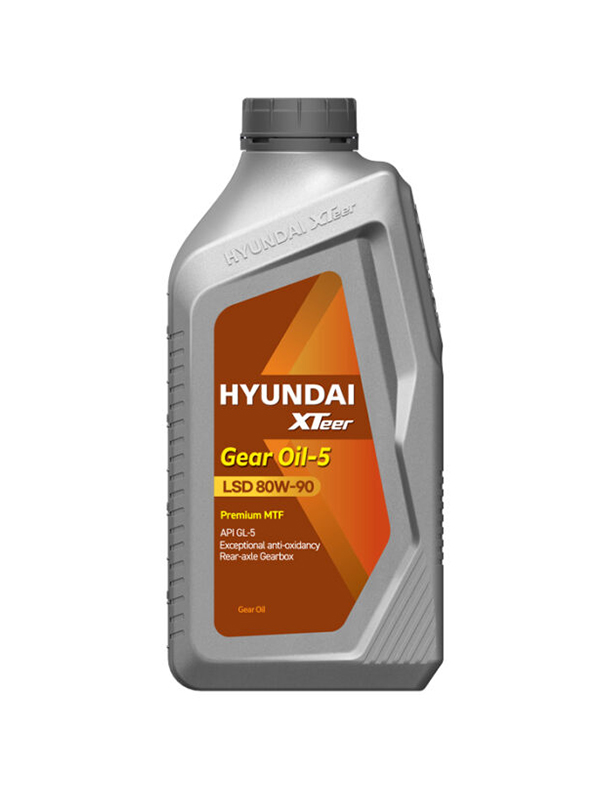 HYUNDAI XTeer
HYUNDAI
XTeer
Gear Oil-5
LSD 80W-90
Premium MTF
API GL-5
Exceptional anti-oxidancy
Rear-axle Gearbox
Gear Oil